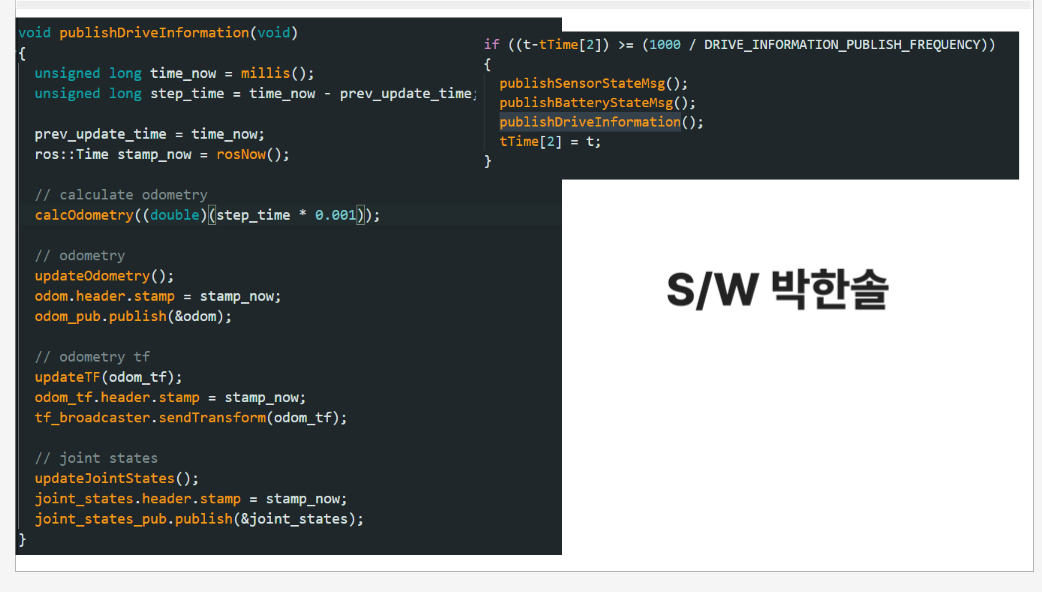 void publishDriveInformation(void)
{
  unsigned long time_now = millis();
  unsigned long step_time = time_now - prev_update_time;

  prev_update_time = time_now;
  ros::Time stamp_now = rosNow();

  // calculate odometry
  calcOdometry((double)(step_time * 0.001));

  // odometry
  updateOdometry();
  odom.header.stamp = stamp_now;
  odom_pub.publish(&odom);

  // odometry tf
  updateTF(odom_tf);
  odom_tf.header.stamp = stamp_now;
  tf_broadcaster.sendTransform(odom_tf);

  // joint states
  updateJointStates();
  joint_states.header.stamp = stamp_now;
  joint_states_pub.publish(&joint_states);
}
if ((t-tTime[2]) >= (1000 / DRIVE_INFORMATION_PUBLISH_FREQUENCY))
{
  publishSensorStateMsg();
  publishBatteryStateMsg();
  publishDriveInformation();
  tTime[2] = t;
}
S/W 박한솔